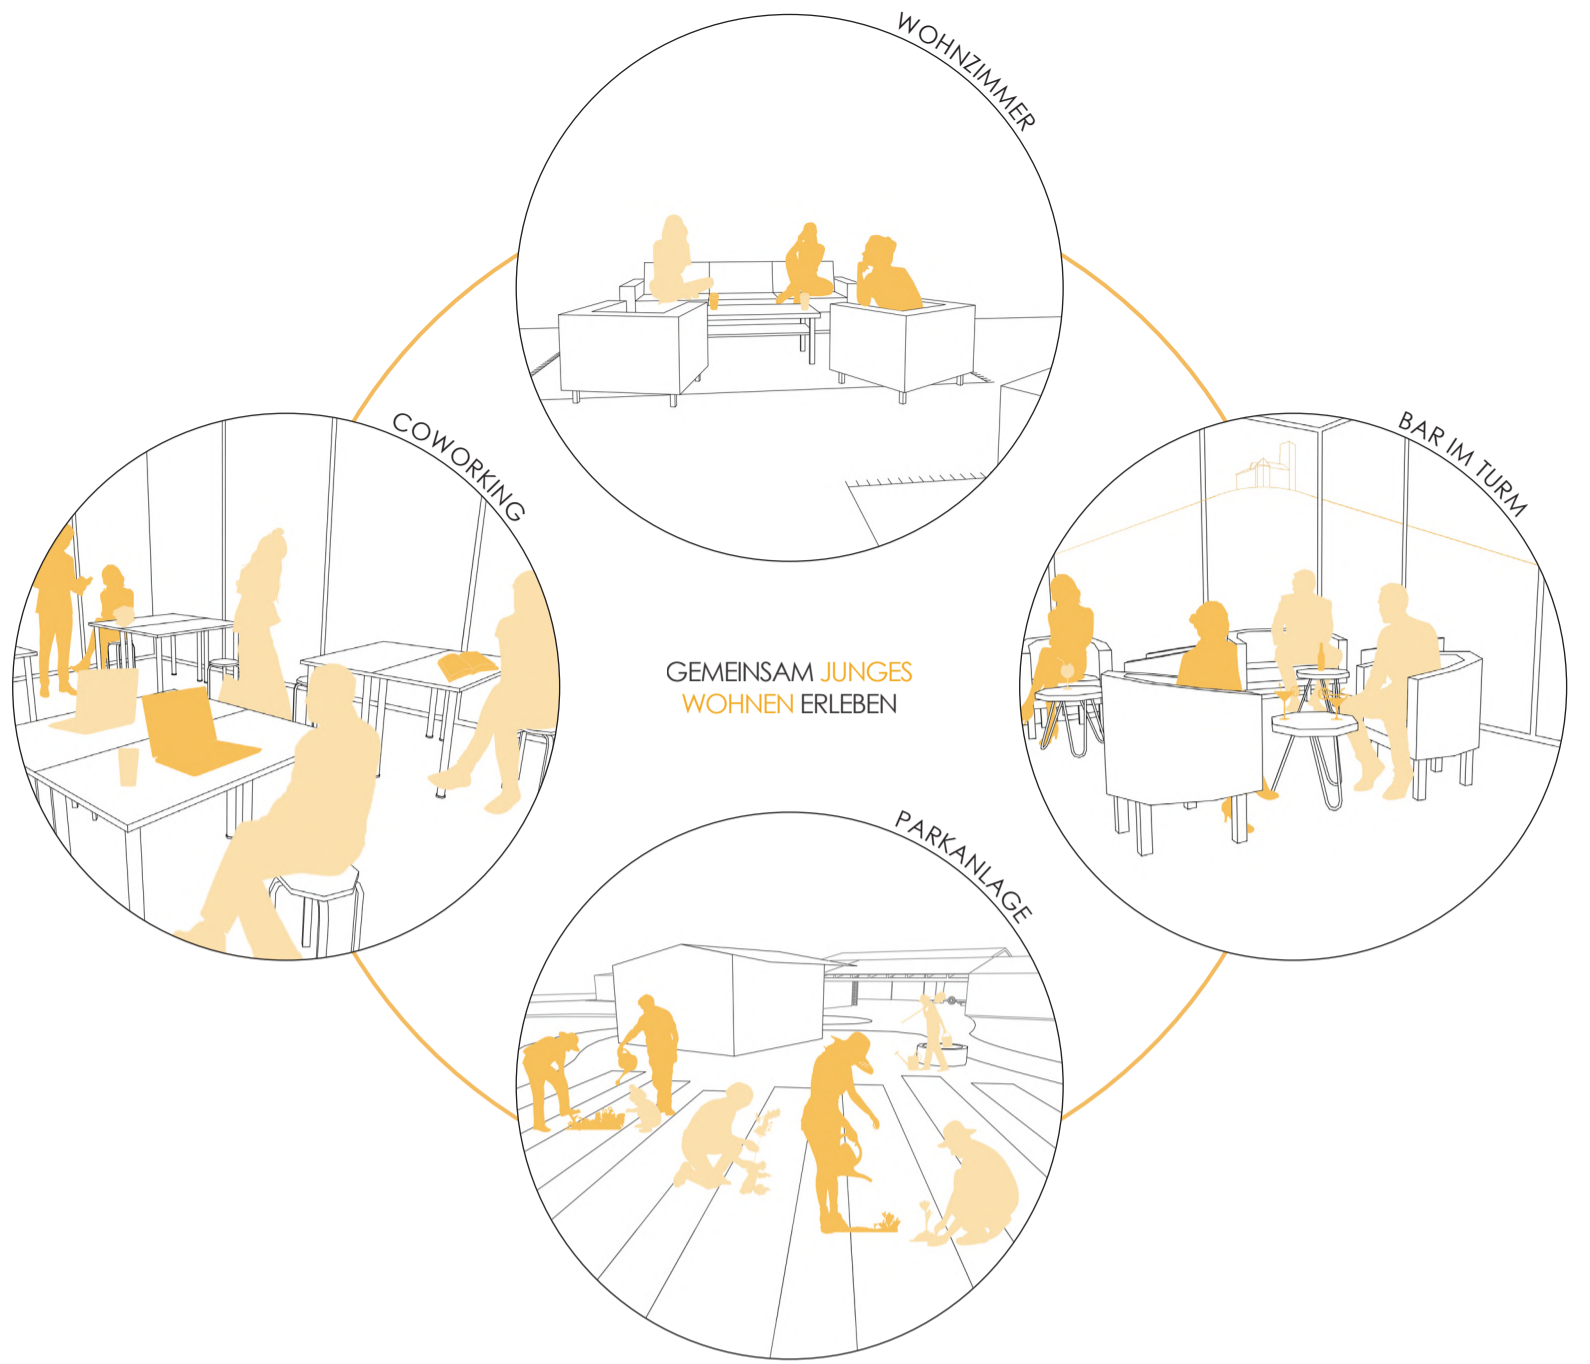 WOHNZIMMER
COWORKING
BAR IM TURM
GEMEINSAM JUNGES
WOHNEN ERLEBEN
PARKANLAGE